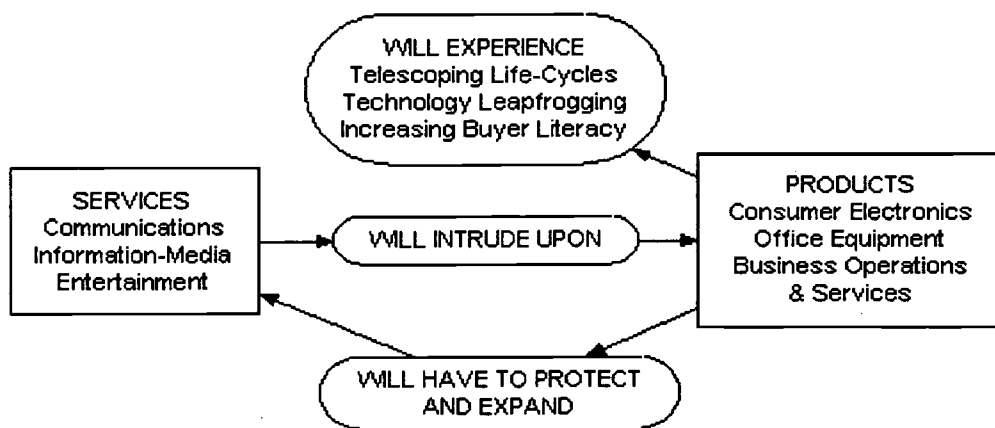 WILL EXPERIENCE
Telescoping Life-Cycles
Technology Leapfrogging
Increasing Buyer Literacy
SERVICES
Communications
Information-Media
Entertainment
WILL INTRUDE UPON
PRODUCTS
Consumer Electronics
Office Equipment
Business Operations
& Services
WILL HAVE TO PROTECT
AND EXPAND